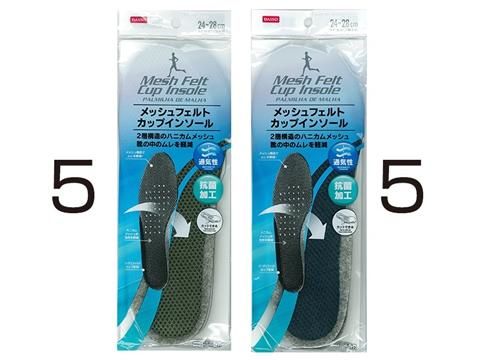 DAISO
24~28cm
Mesh Felt
Cup Insole
PALMILHA DE MALHA
メッシュフェルト
カップインソール
2層構造のハニカムメッシュ
靴の中のムレを軽減
通気性
抗菌
加工
5
DAISO
24~28cm
Mesh Felt
Cup Insole
PALMILHA DE MALHA
メッシュフェルト
カップインソール
2層構造のハニカムメッシュ
靴の中のムレを軽減
通気性
抗菌
加工
5